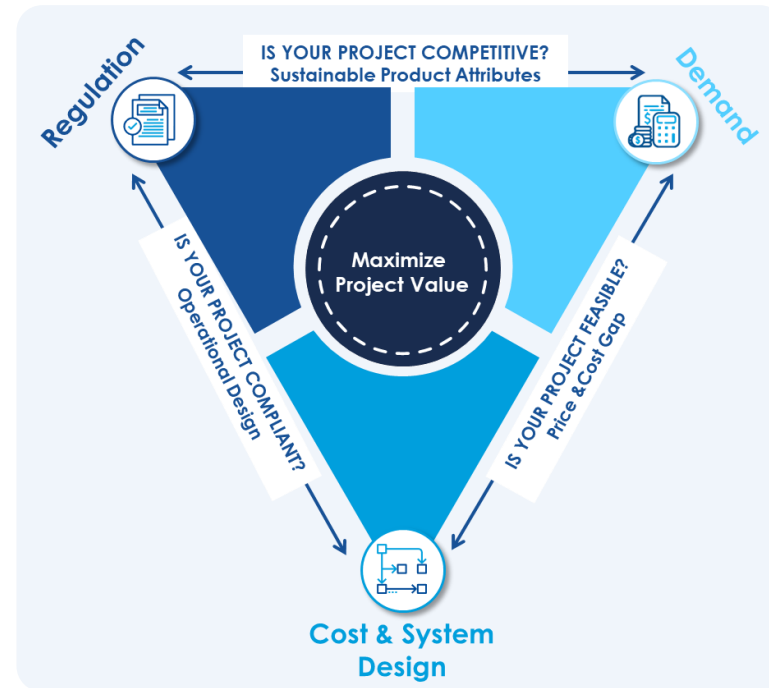 IS YOUR PROJECT COMPETITIVE?
Sustainable Product Attributes
Regulation
Demand
Maximize
Project Value
IS YOUR PROJECT COMPLIANT?
Operational Design
IS YOUR PROJECT FEASIBLE?
Price &Cost Gap
Cost & System
Design